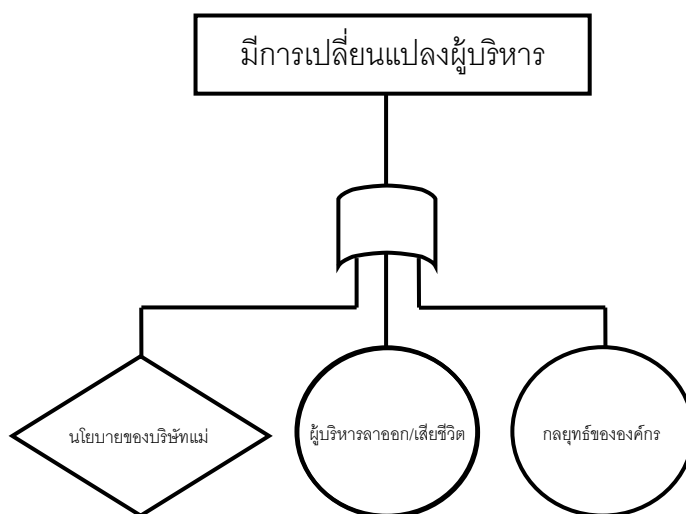 มีการเปลี่ยนแปลงผู้บริหาร
นโยบายของบริษัทแม่
ผู้บริหารลาออก/เสียชีวิต
กลยุทธ์ขององค์กร